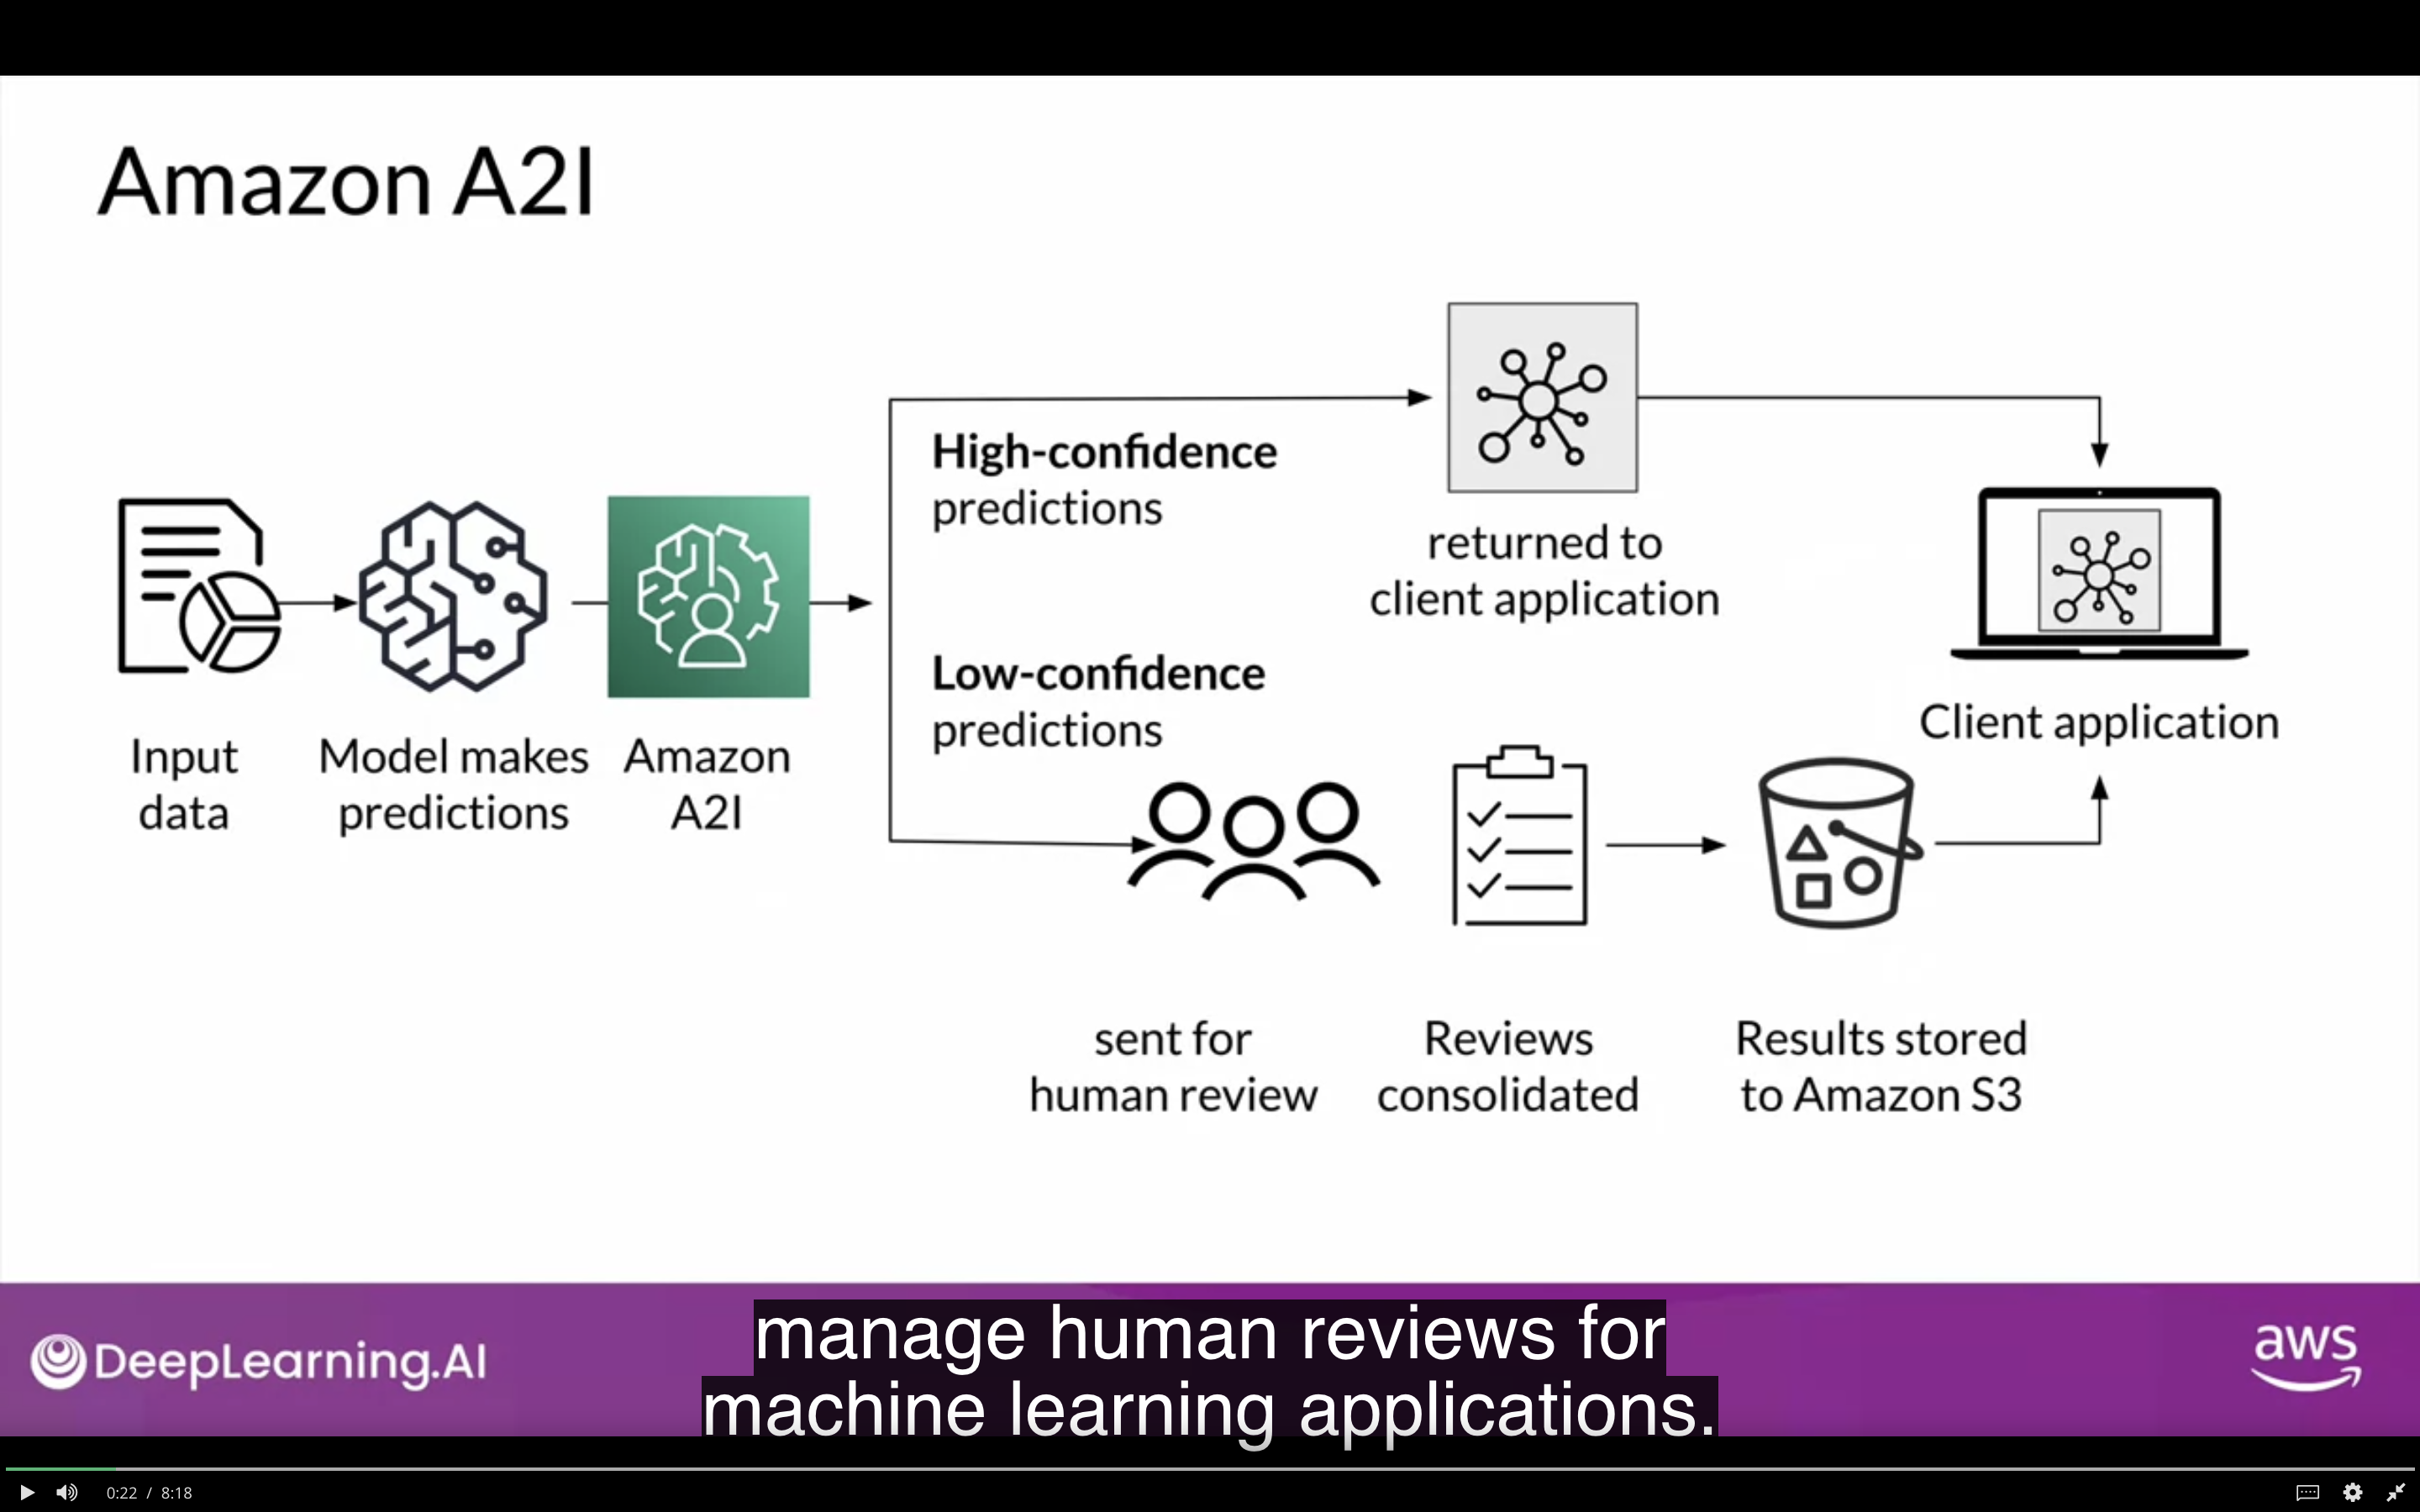 Amazon A2I
High-confidence
predictions
returned to
client application
Low-confidence
predictions
Client application
Input
data
Model makes
predictions
Amazon
A2I
sent for
human review
Reviews
consolidated
Results stored
to Amazon S3
DeepLearning.AI
manage human reviews for
machine learning applications.
aws
0:22 / 8:18